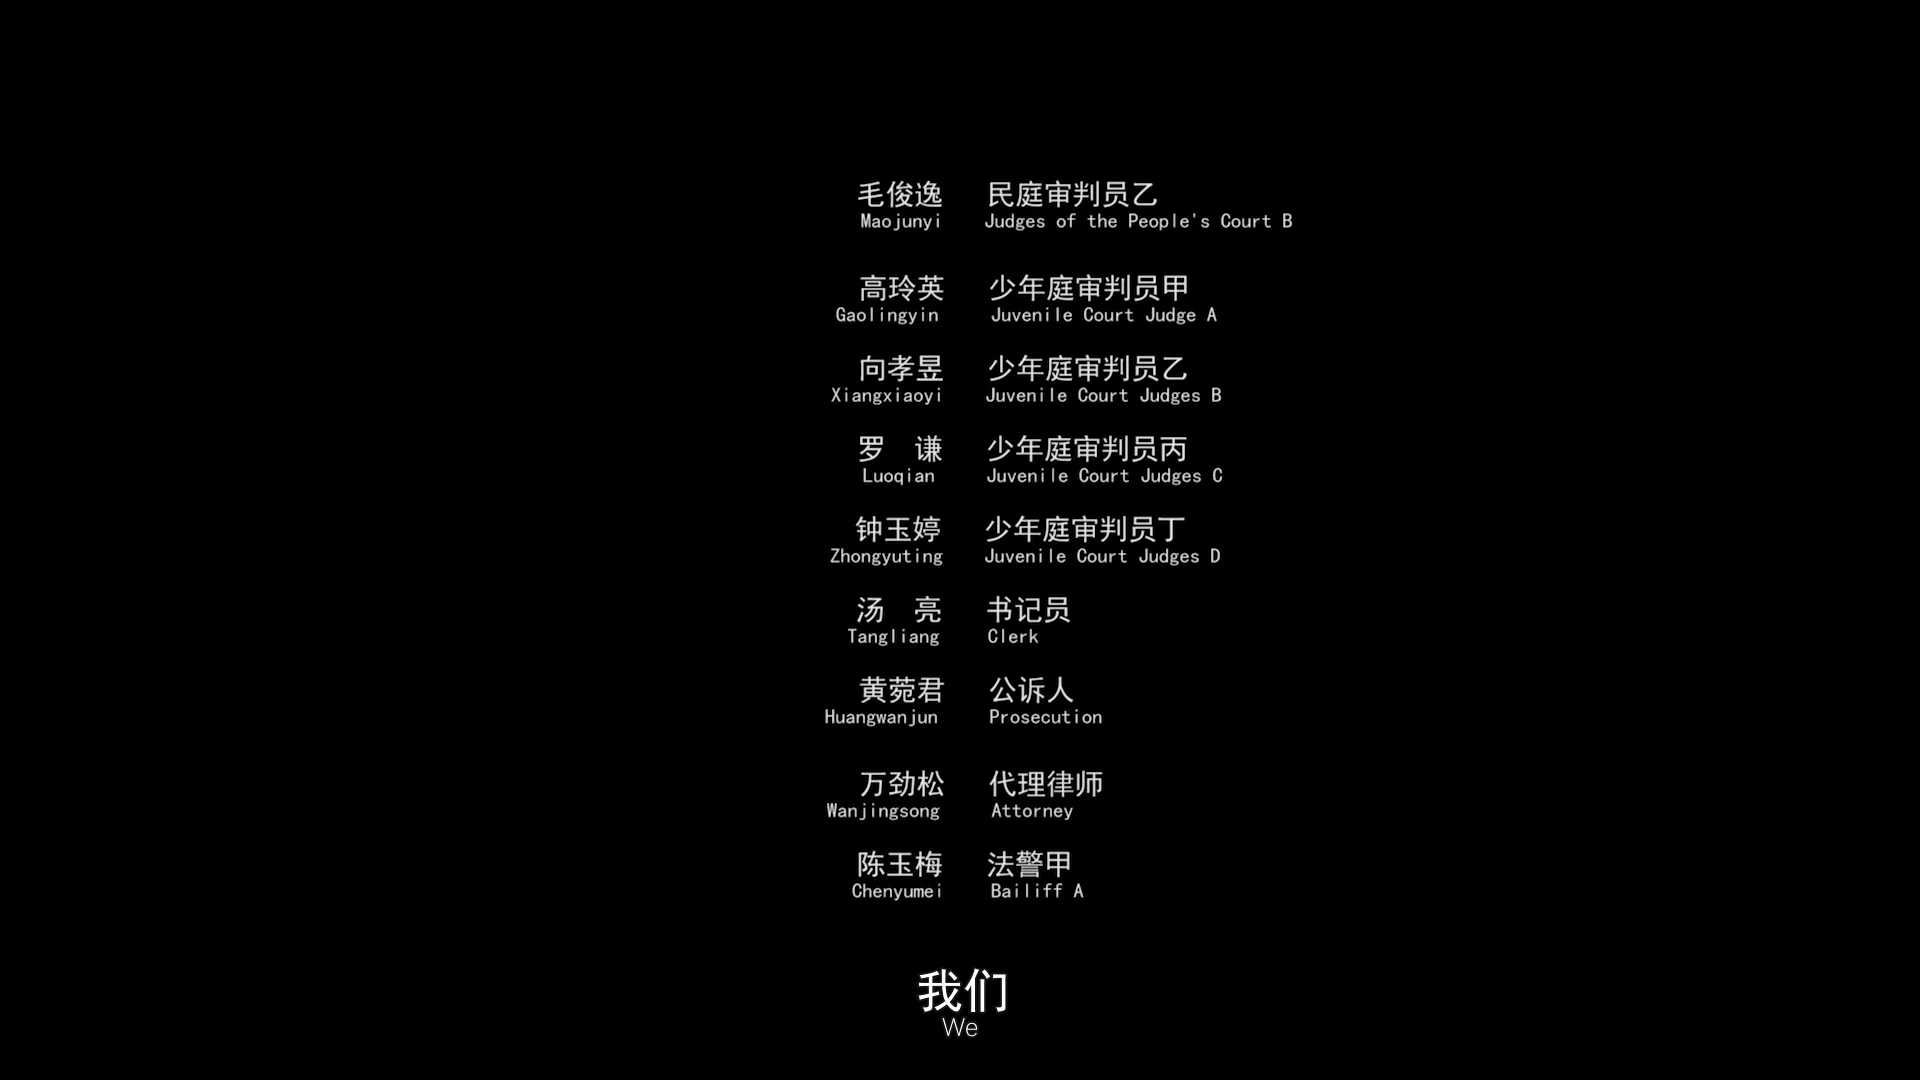 毛俊逸 民庭审判员乙
Maojunyi Judges of the People's Court B
高玲英 少年庭审判员甲
Gaolingyin Juvenile Court Judge A
向孝昱 少年庭审判员乙
Xiangxiaoyi Juvenile Court Judges B
罗 谦 少年庭审判员丙
Luoqian Juvenile Court Judges C
钟玉婷 少年庭审判员丁
Zhongyuting Juvenile Court Judges D
汤 亮 书记员
Tangliang Clerk
黄菀君 公诉人
Huangwanjun Prosecution
万劲松 代理律师
Wanjingsong Attorney
陈玉梅 法警甲
Chenyumei Bailiff A
我们
We